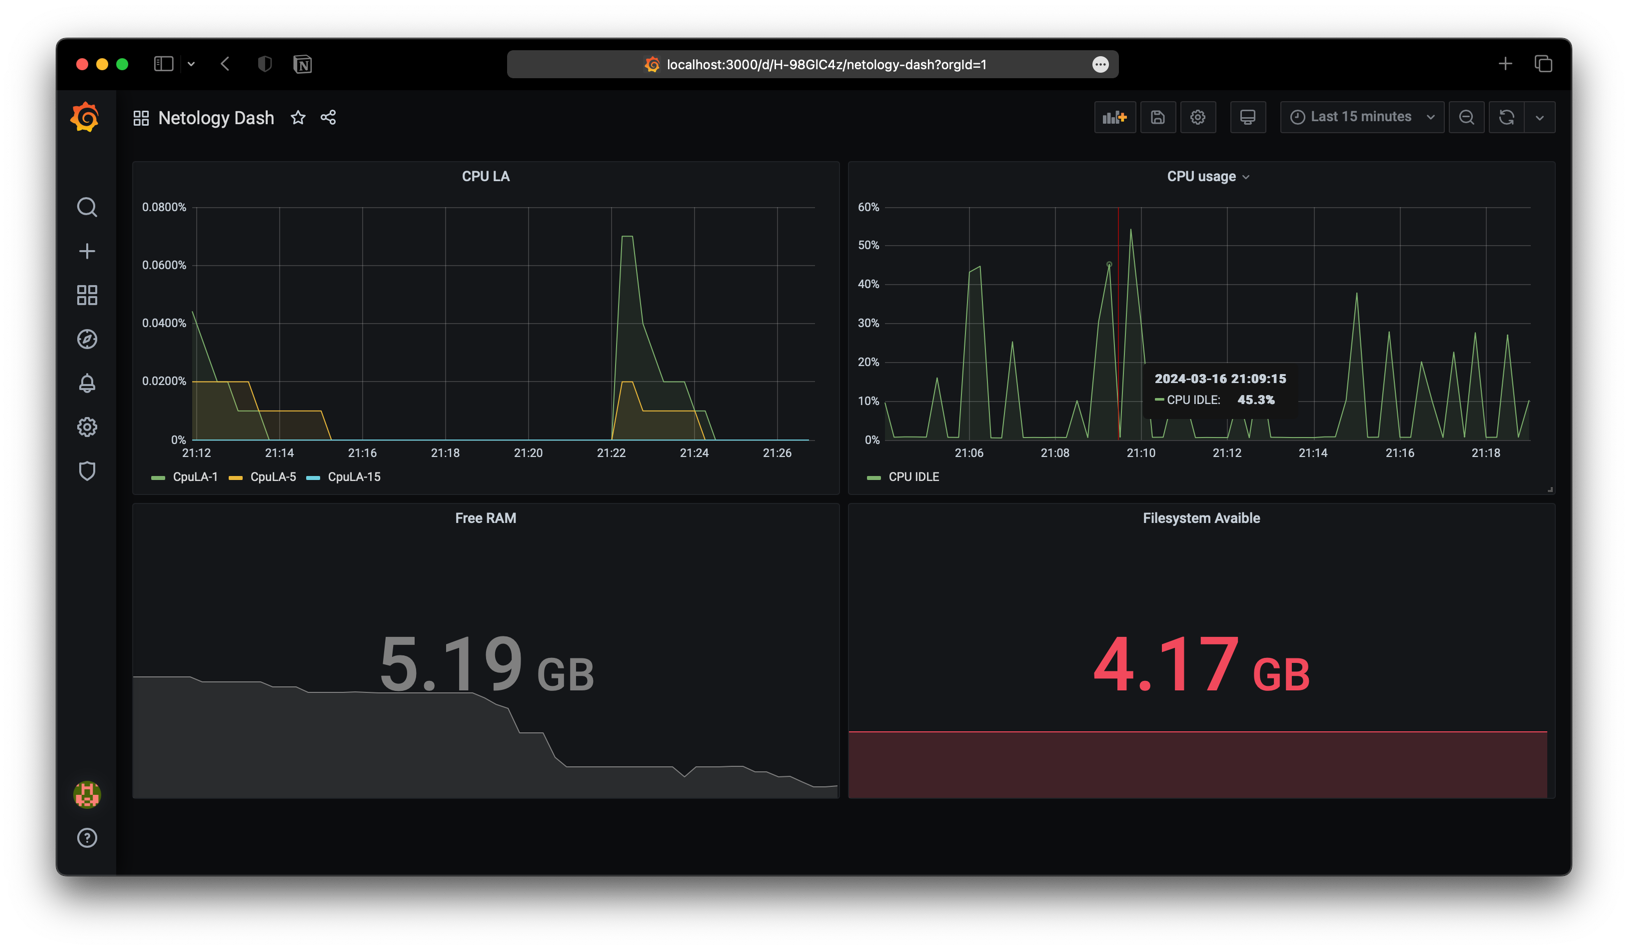 localhost:3000/d/H-98GlC4z/netology-dash?orgId=1
Netology Dash
Last 15 minutes
CPU LA
0.0800%
0.0600%
0.0400%
0.0200%
0%
21:12 21:14 21:16 21:18 21:20 21:22 21:24 21:26
CpuLA-1 CpuLA-5 CpuLA-15
CPU usage
60%
50%
40%
30%
20%
10%
0%
2024-03-16 21:09:15
CPU IDLE: 45.3%
21:06 21:08 21:10 21:12 21:14 21:16 21:18
CPU IDLE
Free RAM
5.19 GB
Filesystem Avaible
4.17 GB